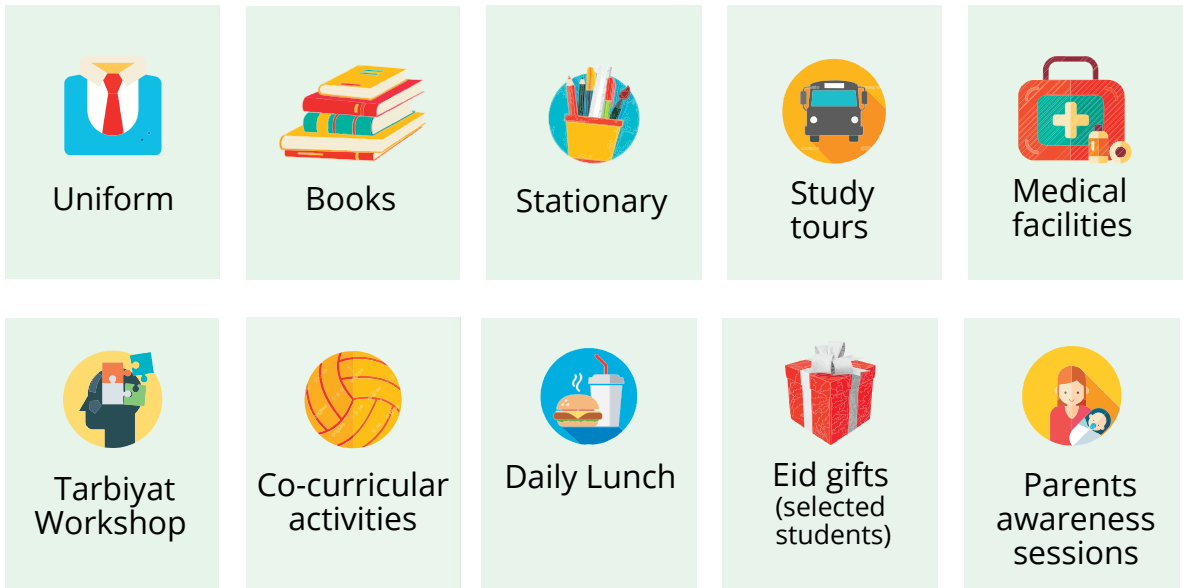 Uniform
Books
Stationary
Study
tours
Medical
facilities
Tarbiyat
Workshop
Co-curricular
activities
Daily Lunch
Eid gifts
(selected
students)
Parents
awareness
sessions